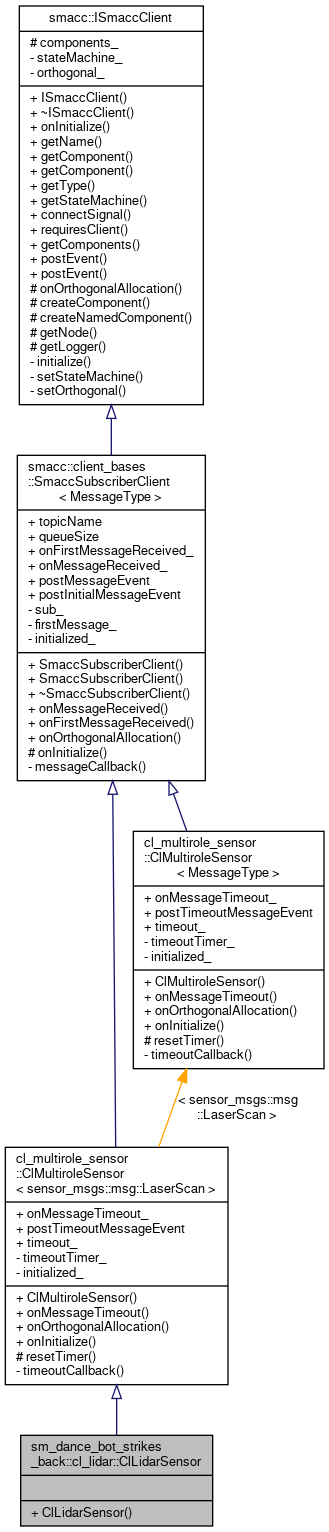 smacc::ISmaccClient
# components_
- stateMachine_
- orthogonal_
+ ISmaccClient()
+ ~ISmaccClient()
+ onInitialize()
+ getName()
+ getComponent()
+ getComponent()
+ getType()
+ getStateMachine()
+ connectSignal()
+ requiresClient()
+ getComponents()
+ postEvent()
+ postEvent()
# onOrthogonalAllocation()
# createComponent()
# createNamedComponent()
# getNode()
# getLogger()
- initialize()
- setStateMachine()
- setOrthogonal()
smacc::client_bases
::SmaccSubscriberClient
< MessageType >
+ topicName
+ queueSize
+ onFirstMessageReceived_
+ onMessageReceived_
+ postMessageEvent
+ postInitialMessageEvent
- sub_
- firstMessage_
- initialized_
+ SmaccSubscriberClient()
+ SmaccSubscriberClient()
+ ~SmaccSubscriberClient()
+ onMessageReceived()
+ onFirstMessageReceived()
+ onOrthogonalAllocation()
# onInitialize()
- messageCallback()
cl_multirole_sensor
::ClMultiroleSensor
< MessageType >
+ onMessageTimeout_
+ postTimeoutMessageEvent
+ timeout_
- timeoutTimer_
- initialized_
+ ClMultiroleSensor()
+ onMessageTimeout()
+ onOrthogonalAllocation()
+ onInitialize()
# resetTimer()
- timeoutCallback()
< sensor_msgs::msg
::LaserScan >
cl_multirole_sensor
::ClMultiroleSensor
< sensor_msgs::msg::LaserScan >
+ onMessageTimeout_
+ postTimeoutMessageEvent
+ timeout_
- timeoutTimer_
- initialized_
+ ClMultiroleSensor()
+ onMessageTimeout()
+ onOrthogonalAllocation()
+ onInitialize()
# resetTimer()
- timeoutCallback()
sm_dance_bot_strikes
_back::cl_lidar::ClLidarSensor
+ ClLidarSensor()